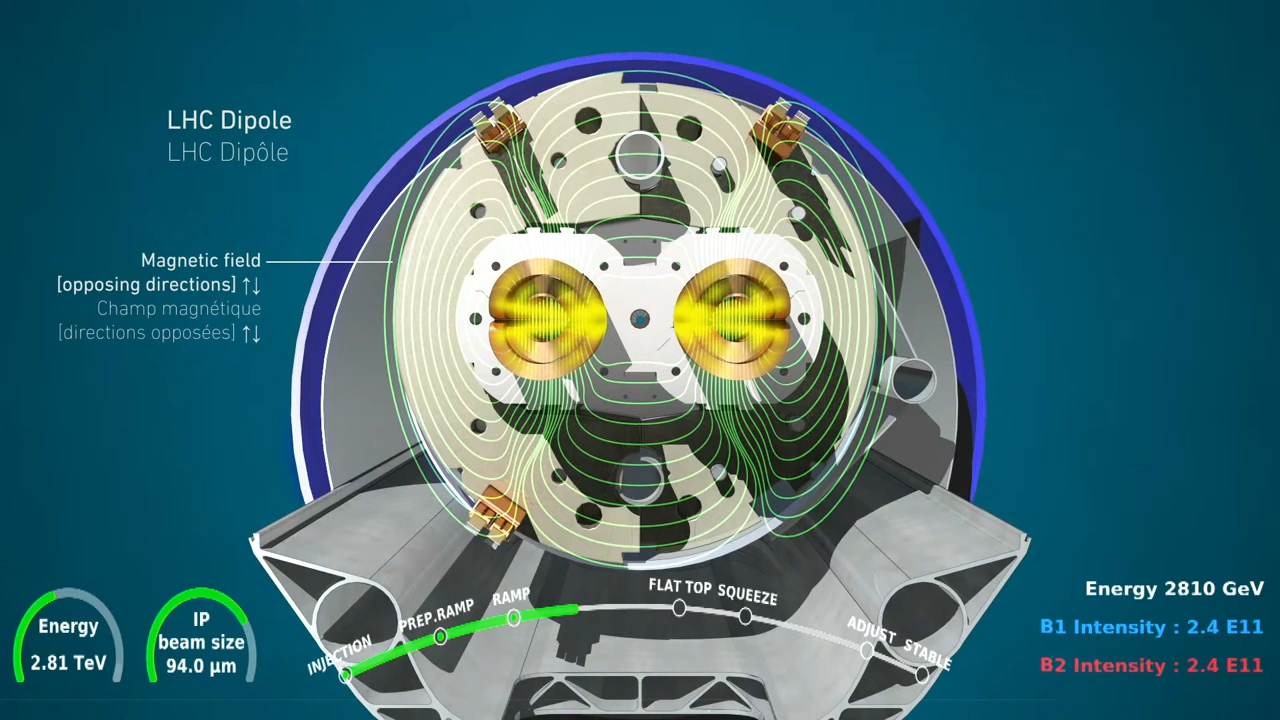 LHC Dipole
LHC Dipôle
Magnetic field
[opposing directions] ↑↓
Champ magnétique
[directions opposées] ↑↓
Energy
2.81 TeV
IP
beam size
94.0 µm
INJECTION
PREP.RAMP
RAMP
FLAT TOP
SQUEEZE
ADJUST
STABLE
Energy 2810 GeV
B1 Intensity : 2.4 E11
B2 Intensity : 2.4 E11